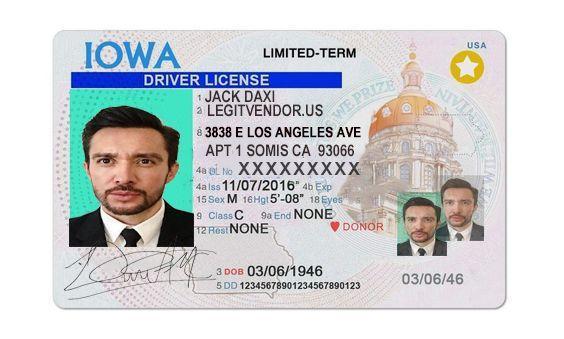 IOWA
LIMITED-TERM
USA
DRIVER LICENSE
1 JACK DAXI
2 LEGITVENDOR.US
8 3838 E LOS ANGELES AVE
APT 1 SOMIS CA 93066
4d DL No XXXXXXXXX
4a Iss 11/07/2016" 4b Exp
15 Sex M 16 Hgt 5'-08" 18 Eyes
9 Class C 9a End NONE
12 Rest NONE
DONOR
3 DOB 03/06/1946
03/06/46
5 DD 1234567890123456789012345